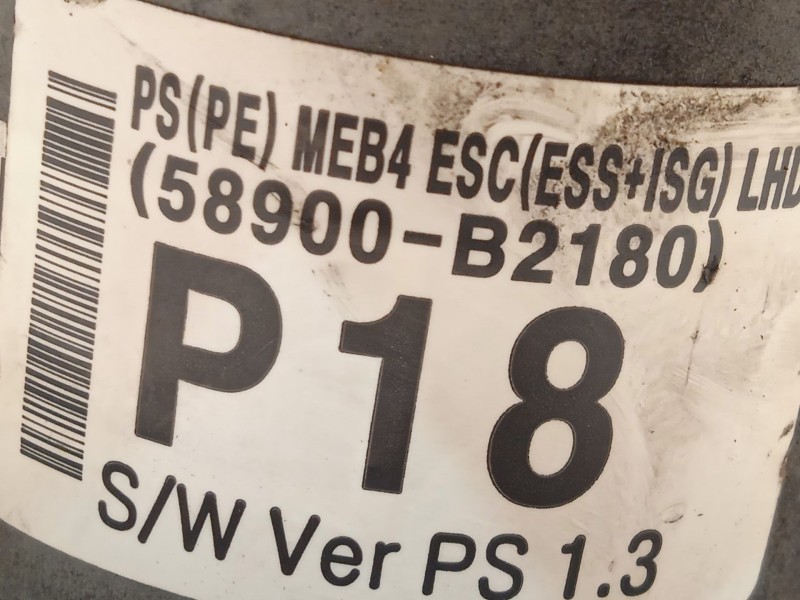 PS(PE) MEB4 ESC(ESS+ISG) LHD
(58900-B2180)
P18
S/W Ver PS 1.3